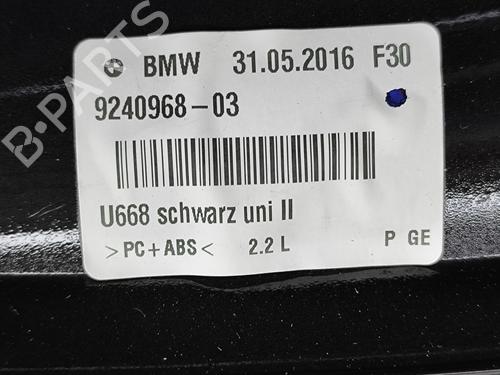 BMW 31.05.2016 F30
9240968-03
U668 schwarz uni II
>PC+ABS< 2.2 L P GE
B-PARTS